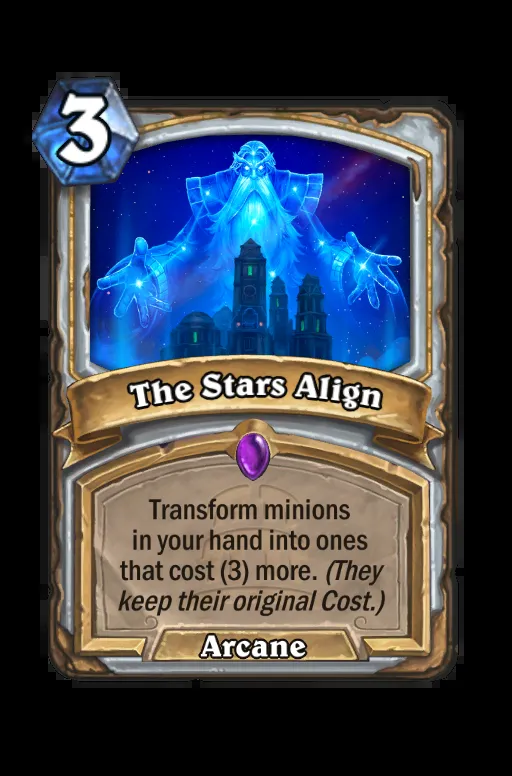 3
The Stars Align
Transform minions
in your hand into ones
that cost (3) more. (They
keep their original Cost.)
Arcane